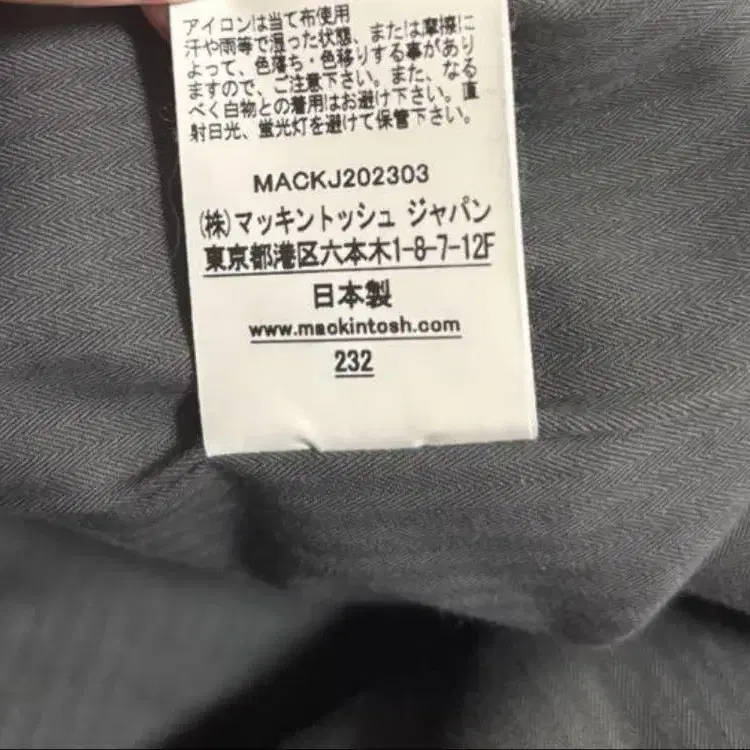 アイロンは当て布使用
汗や雨等で湿った状態、または摩擦に
よって、色落ち・色移りする事があり
ますので、ご注意下さい。また、なる
べく白物との着用はお避け下さい。直
射日光、蛍光灯を避けて保管下さい。
MACKJ202303
(株)マッキントッシュ ジャパン
東京都港区六本木1-8-7-12F
日本製
www.mackintosh.com
232